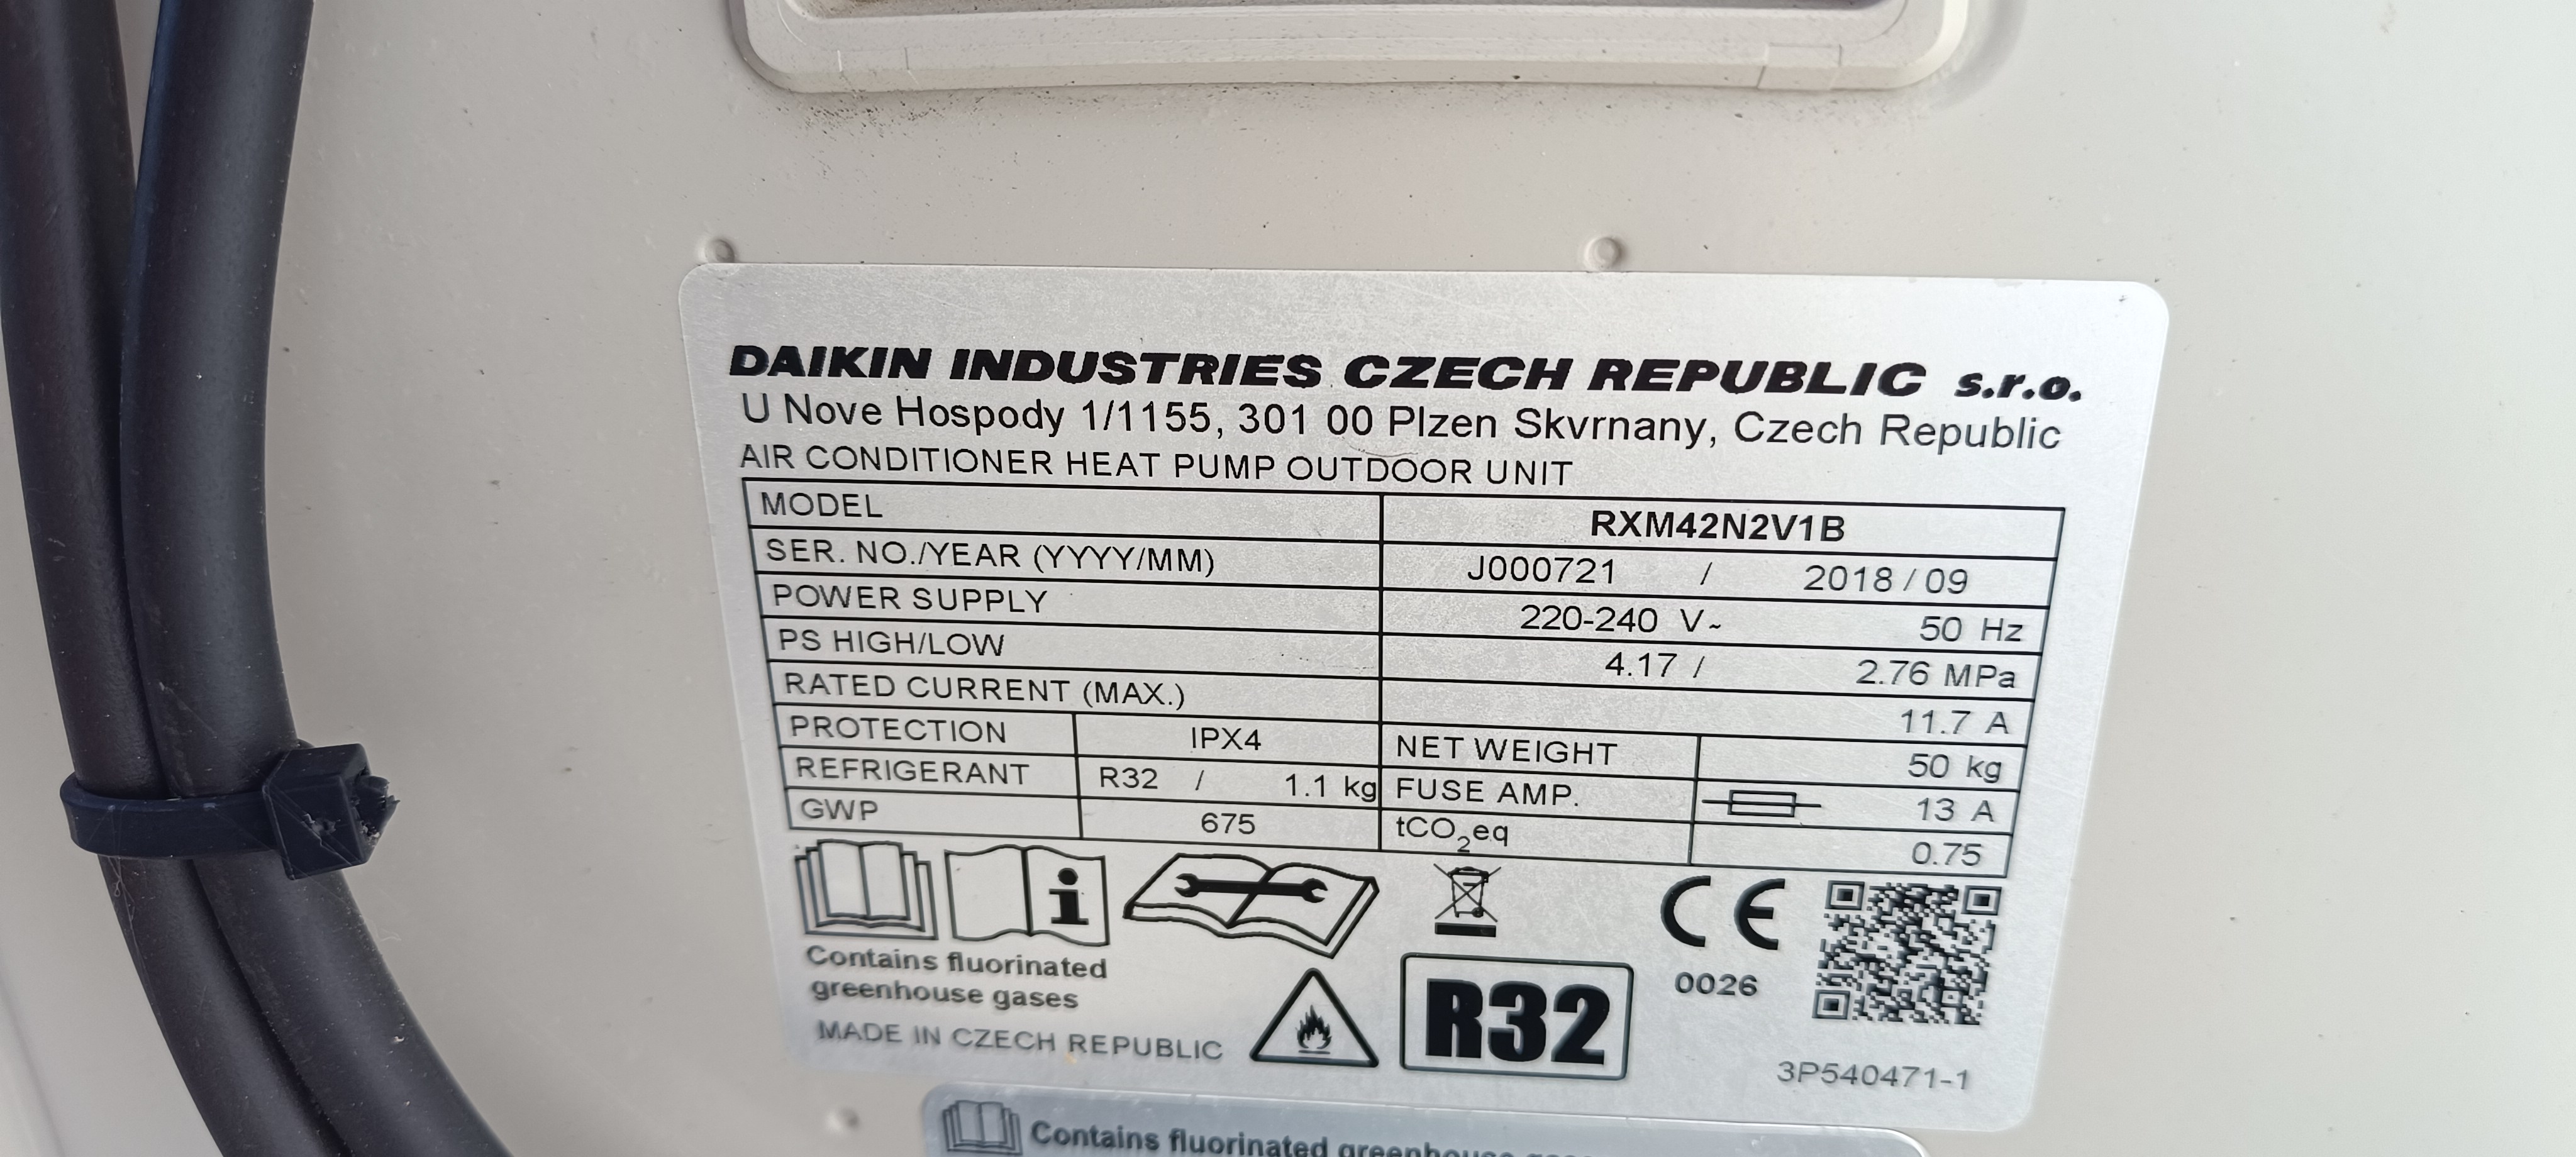 DAIKIN INDUSTRIES CZECH REPUBLIC s.r.o.
U Nove Hospody 1/1155, 301 00 Plzen Skvrnany, Czech Republic
AIR CONDITIONER HEAT PUMP OUTDOOR UNIT
MODEL RXM42N2V1B
SER. NO./YEAR (YYYY/MM) J000721 / 2018/09
POWER SUPPLY 220-240 V~ 50 Hz
PS HIGH/LOW 4.17 / 2.76 MPa
RATED CURRENT (MAX.) 11.7 A
PROTECTION IPX4 NET WEIGHT 50 kg
REFRIGERANT R32 / 1.1 kg FUSE AMP. 13 A
GWP 675 tCO₂eq 0.75
i
CE
0026
Contains fluorinated
greenhouse gases
MADE IN CZECH REPUBLIC
R32
3P540471-1
Contains fluorinated greenhouse